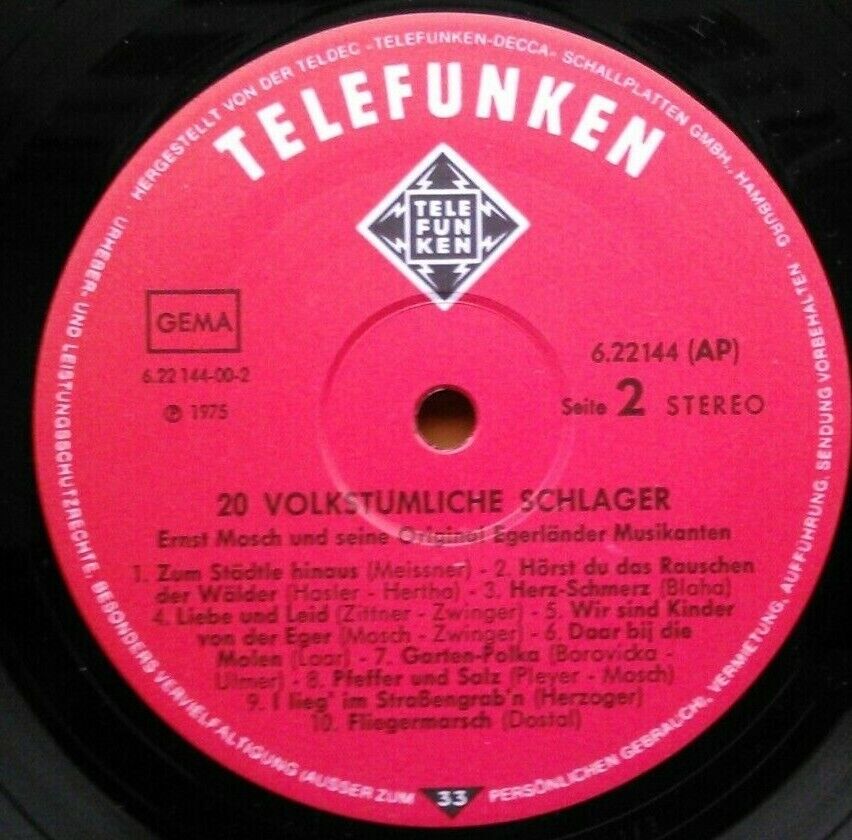 HERGESTELLT VON DER TELDEC »TELEFUNKEN-DECCA« SCHALLPLATTEN GMBH., HAMBURG
TELEFUNKEN
TELE
FUN
KEN
GEMA
6.22 144-00-2
℗ 1975
6.22144 (AP)
Seite 2 STEREO
20 VOLKSTÜMLICHE SCHLAGER
Ernst Mosch und seine Original Egerländer Musikanten
1. Zum Städtle hinaus (Meissner) - 2. Hörst du das Rauschen
der Wälder (Hasler - Hertha) - 3. Herz-Schmerz (Blaha)
4. Liebe und Leid (Zittner - Zwinger) - 5. Wir sind Kinder
von der Eger (Mosch - Zwinger) - 6. Daar bij die
Molen (Laar) - 7. Garten-Polka (Borovicka -
Ulmer) - 8. Pfeffer und Salz (Pleyer - Mosch)
9. I lieg' im Straßengrab'n (Herzoger)
10. Fliegermarsch (Dostal)
URHEBER- UND LEISTUNGSSCHUTZRECHTE, BESONDERS VERVIELFÄLTIGUNG (AUSSER ZUM
33
PERSÖNLICHEN GEBRAUCH), VERMIETUNG, AUFFÜHRUNG, SENDUNG VORBEHALTEN